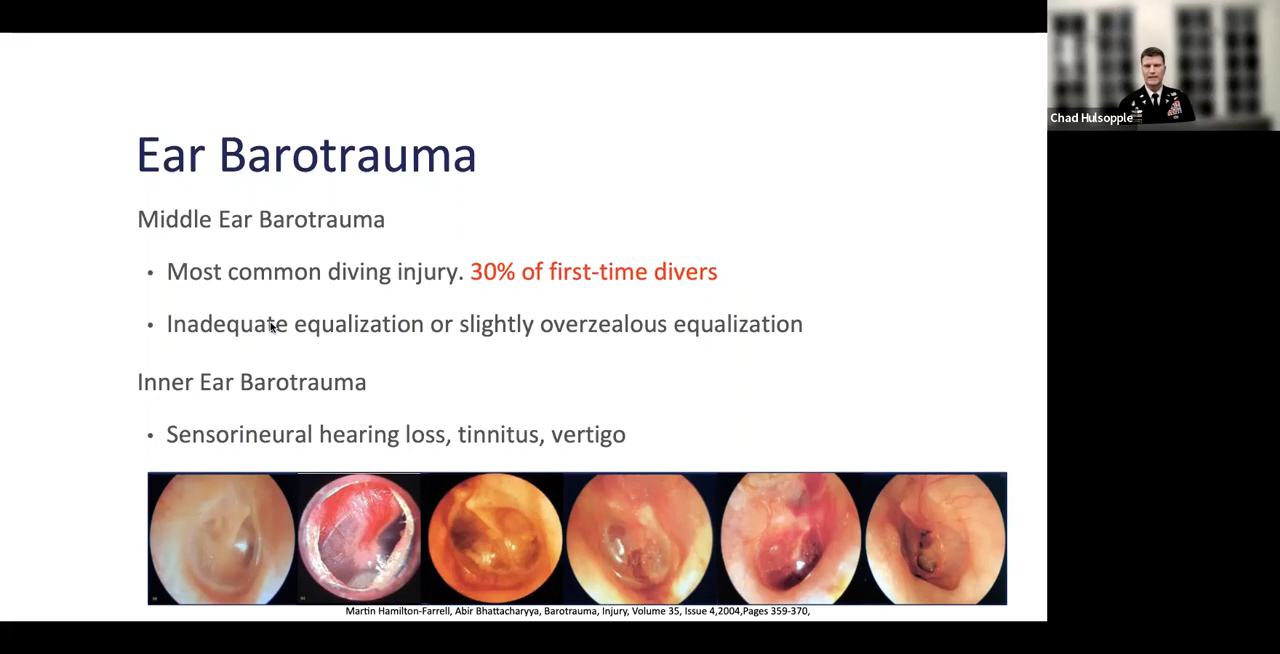 Chad Hulsopple
Ear Barotrauma
Middle Ear Barotrauma
• Most common diving injury. 30% of first-time divers
• Inadequate equalization or slightly overzealous equalization
Inner Ear Barotrauma
• Sensorineural hearing loss, tinnitus, vertigo
Martin Hamilton-Farrell, Abir Bhattacharyya, Barotrauma, Injury, Volume 35, Issue 4,2004,Pages 359-370,